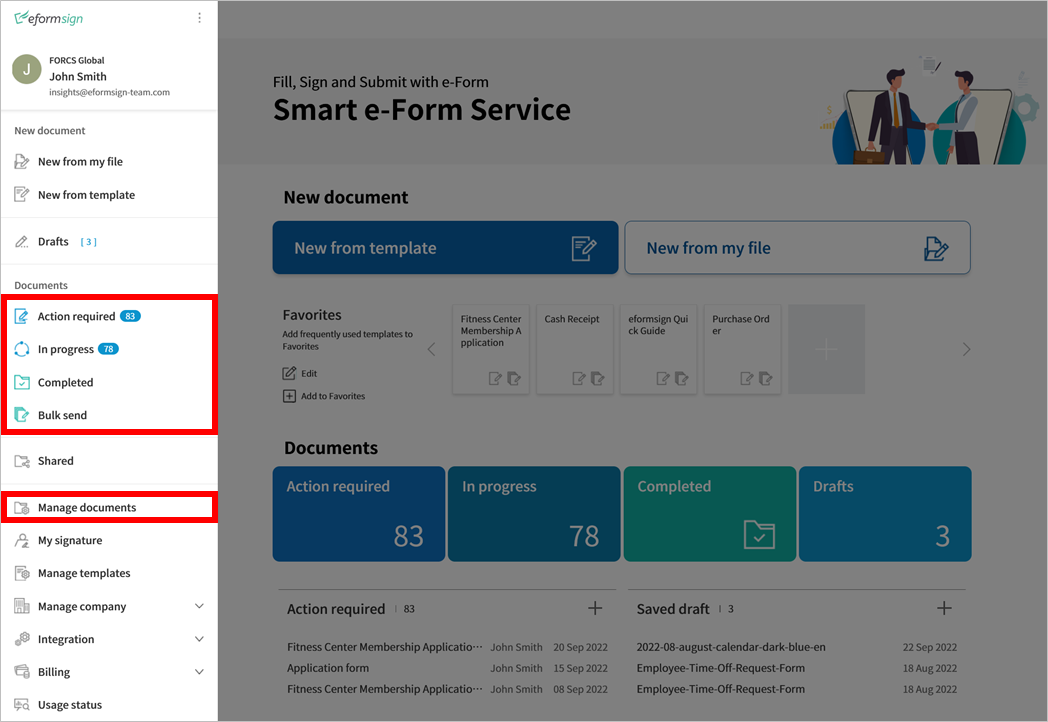 eformsign
J
FORCS Global
John Smith
insights@eformsign-team.com
New document
New from my file
New from template
Drafts [ 3 ]
Documents
Action required 83
In progress 78
Completed
Bulk send
Shared
Manage documents
My signature
Manage templates
Manage company
Integration
Billing
Usage status
Fill, Sign and Submit with e-Form
Smart e-Form Service
$
New document
New from template
New from my file
Favorites
Add frequently used templates to
Favorites
Edit
Add to Favorites
Fitness Center
Membership A
pplication
Cash Receipt
eformsign Qui
ck Guide
Purchase Ord
er
Documents
Action required
83
In progress
78
Completed
Drafts
3
Action required | 83
Fitness Center Membership Applicatio··· John Smith 20 Sep 2022
Application form John Smith 15 Sep 2022
Fitness Center Membership Applicatio··· John Smith 08 Sep 2022
Saved draft | 3
2022-08-august-calendar-dark-blue-en 22 Sep 2022
Employee-Time-Off-Request-Form 18 Aug 2022
Employee-Time-Off-Request-Form 18 Aug 2022